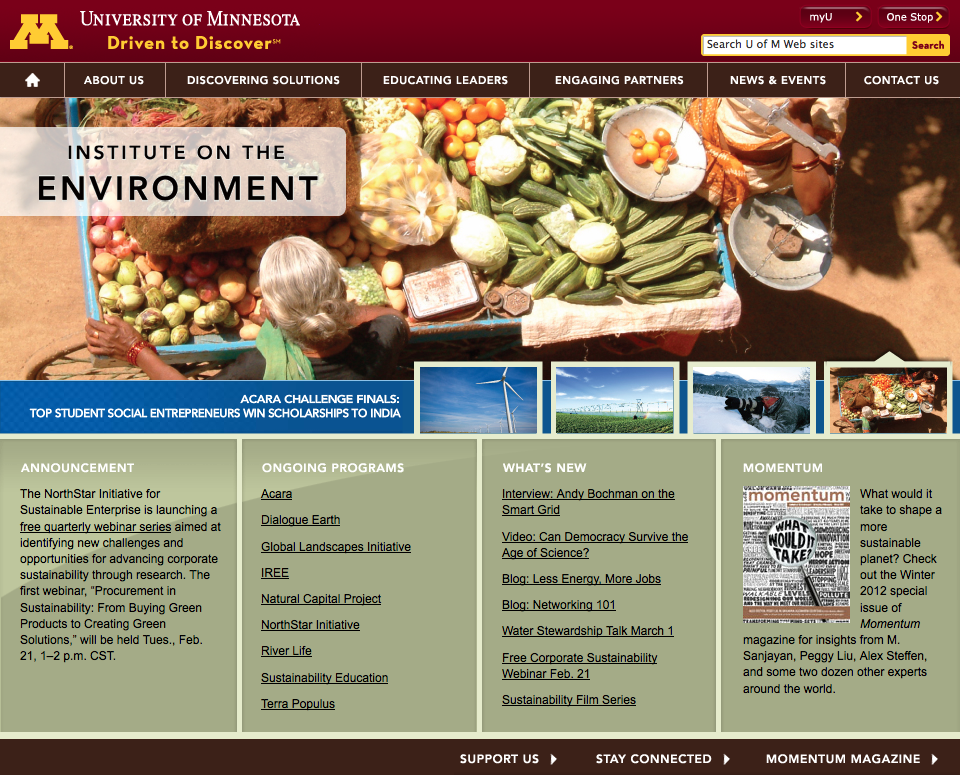 UNIVERSITY OF MINNESOTA
Driven to Discover℠
myU
One Stop
Search U of M Web sites
Search
ABOUT US
DISCOVERING SOLUTIONS
EDUCATING LEADERS
ENGAGING PARTNERS
NEWS & EVENTS
CONTACT US
INSTITUTE ON THE
ENVIRONMENT
ACARA CHALLENGE FINALS:
TOP STUDENT SOCIAL ENTREPRENEURS WIN SCHOLARSHIPS TO INDIA
ANNOUNCEMENT
The NorthStar Initiative for
Sustainable Enterprise is launching a
free quarterly webinar series aimed at
identifying new challenges and
opportunities for advancing corporate
sustainability through research. The
first webinar, "Procurement in
Sustainability: From Buying Green
Products to Creating Green
Solutions," will be held Tues., Feb.
21, 1–2 p.m. CST.
ONGOING PROGRAMS
Acara
Dialogue Earth
Global Landscapes Initiative
IREE
Natural Capital Project
NorthStar Initiative
River Life
Sustainability Education
Terra Populus
WHAT'S NEW
Interview: Andy Bochman on the
Smart Grid
Video: Can Democracy Survive the
Age of Science?
Blog: Less Energy, More Jobs
Blog: Networking 101
Water Stewardship Talk March 1
Free Corporate Sustainability
Webinar Feb. 21
Sustainability Film Series
MOMENTUM
momentum
WHAT
WOULD IT
TAKE?
What would it
take to shape a
more
sustainable
planet? Check
out the Winter
2012 special
issue of
Momentum
magazine for insights from M.
Sanjayan, Peggy Liu, Alex Steffen,
and some two dozen other experts
around the world.
SUPPORT US
STAY CONNECTED
MOMENTUM MAGAZINE